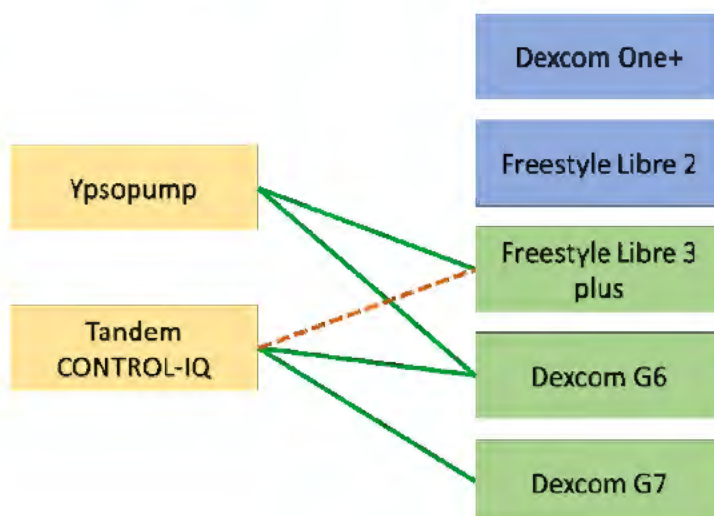 Dexcom One+
Ypsopump
Freestyle Libre 2
Freestyle Libre 3
plus
Tandem
CONTROL-IQ
Dexcom G6
Dexcom G7